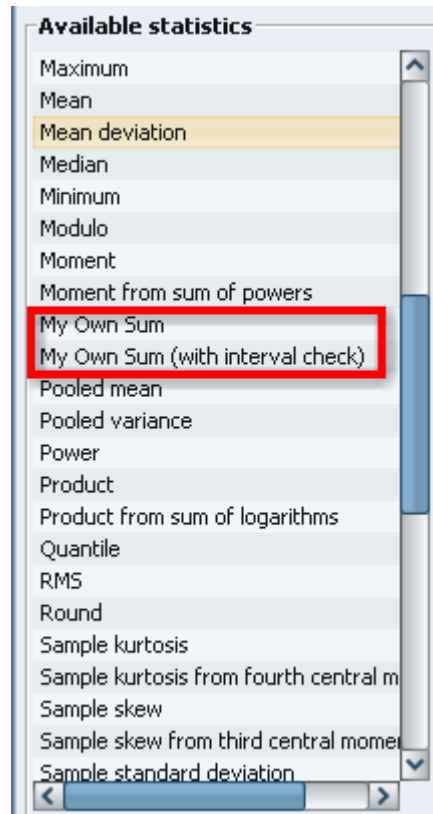 Available statistics
Maximum
Mean
Mean deviation
Median
Minimum
Modulo
Moment
Moment from sum of powers
My Own Sum
My Own Sum (with interval check)
Pooled mean
Pooled variance
Power
Product
Product from sum of logarithms
Quantile
RMS
Round
Sample kurtosis
Sample kurtosis from fourth central m
Sample skew
Sample skew from third central mome
Sample standard deviation